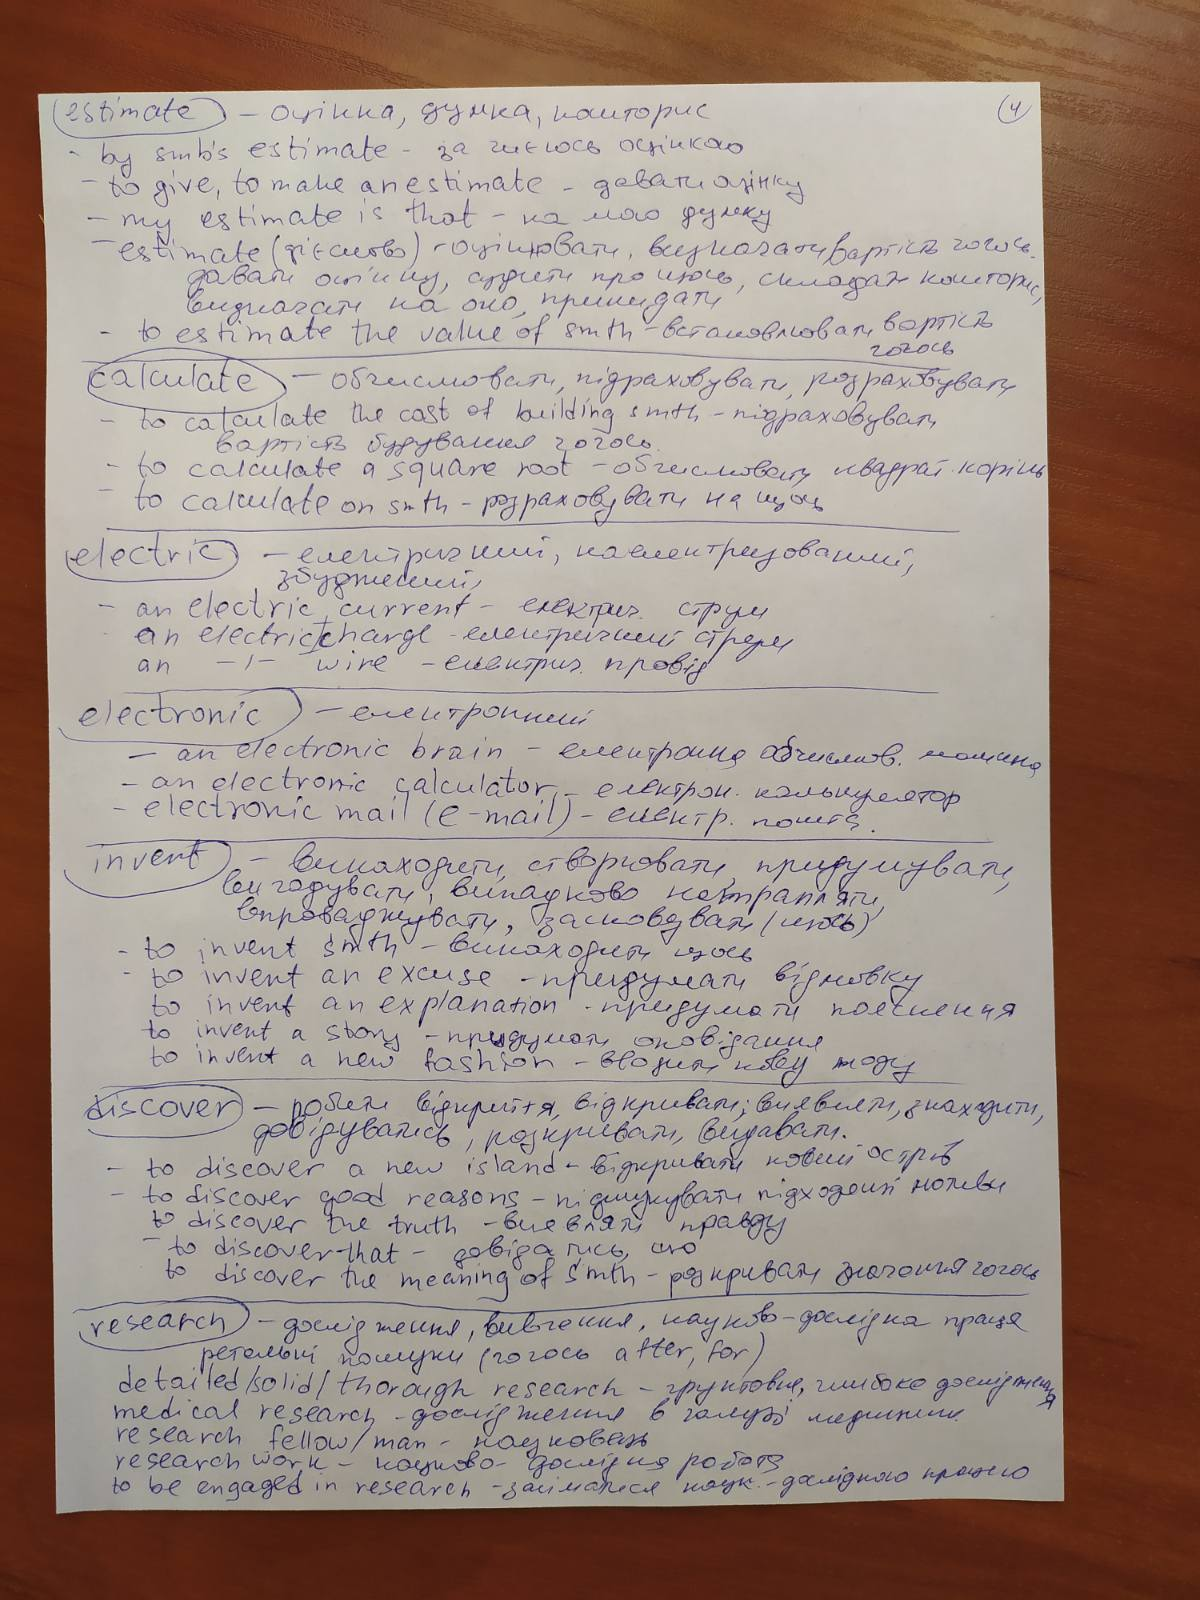 estimate – оцінка, думка, кошторис
4
- by smb's estimate – за чиєюсь оцінкою
- to give, to make an estimate – давати оцінку
- my estimate is that – на мою думку
- estimate (дієслово) - оцінювати, визначати вартість чогось,
давати оцінку, судити про щось, складати кошторис,
визначати на око, прикидати
- to estimate the value of smth – встановлювати вартість
чогось
calculate – обчислювати, підраховувати, розраховувати
- to calculate the cost of building smth – підраховувати
вартість будування чогось
- to calculate a square root – обчислювати квадрат. корінь
- to calculate on smth – розраховувати на щось
electric – електричний, наелектризований,
збуджений,
- an electric current – електрич. струм
an electric charge – електричний струм
an –ı– wire – електрич. провід
electronic – електронний
- an electronic brain – електронна обчислюв. машина
- an electronic calculator – електрон. калькулятор
- electronic mail (e-mail) – електр. пошта.
invent – винаходити, створювати, придумувати,
вигадувати, випадково натрапляти,
впроваджувати, засновувати (щось)
- to invent smth – винаходити щось
- to invent an excuse – придумати відмовку
to invent an explanation – придумати пояснення
to invent a story – придумати оповідання
to invent a new fashion – вводити нову моду
discover – робити відкриття, відкривати; виявляти, знаходити,
довідуватись, розкривати, видавати.
- to discover a new island – відкривати новий острів
- to discover good reasons – підшукувати підходящі мотиви
to discover the truth – виявляти правду
- to discover that – довідатись, що
to discover the meaning of smth – розкривати значення чогось
research – дослідження, вивчення, науково-дослідна праця
ретельні пошуки (чогось after, for)
detailed/solid/thorough research – грунтовне, глибоке дослідження
medical research – дослідження в галузі медицини
research fellow/man – науковець
research work – науково-дослідна робота
to be engaged in research – займатися наук.-дослідною працею